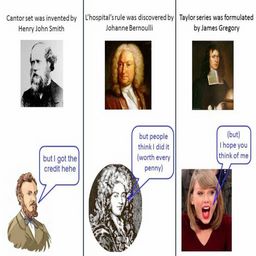 Cantor set was invented by
Henry John Smith
L'hospital's rule was discovered by
Johanne Bernoulli
Taylor series was formulated
by James Gregory
but I got the
credit hehe
but people
think I did it
(worth every
penny)
(but)
I hope you
think of me